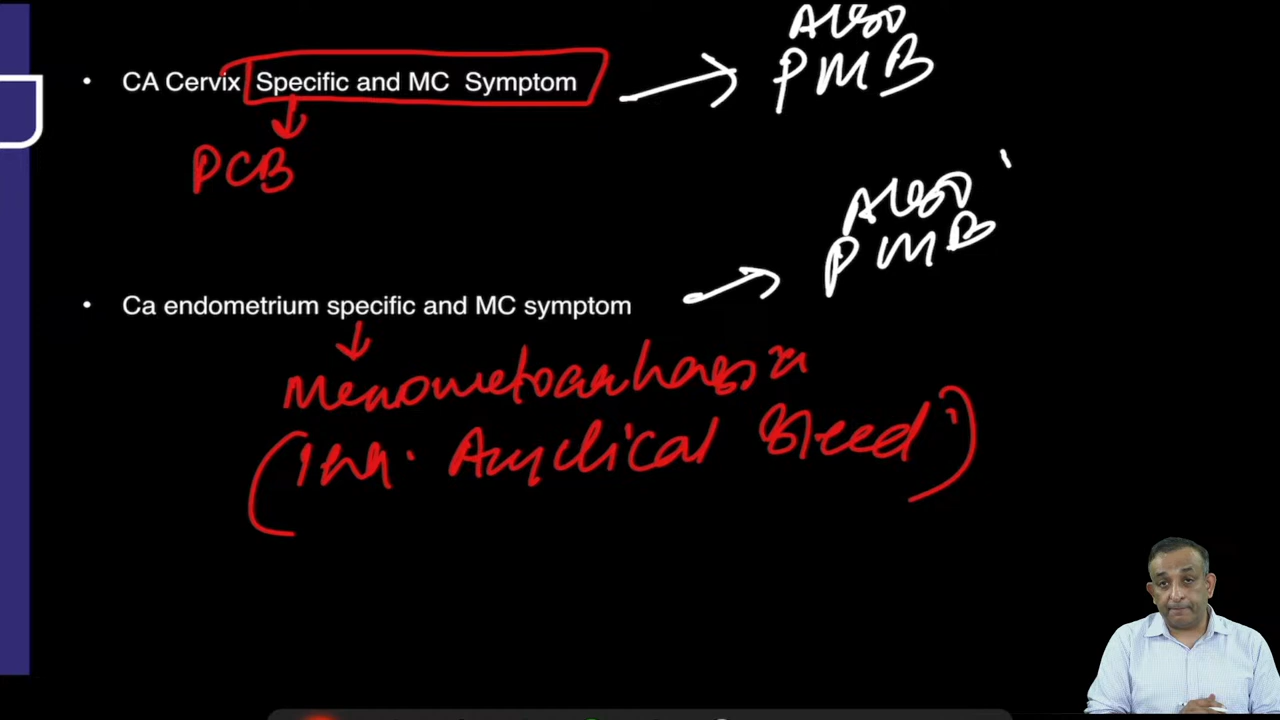 Also
• CA Cervix Specific and MC Symptom → PMB
PCB
Also
PMB
• Ca endometrium specific and MC symptom →
Menometorrhagia
(Irr. Acyclical Bleed)